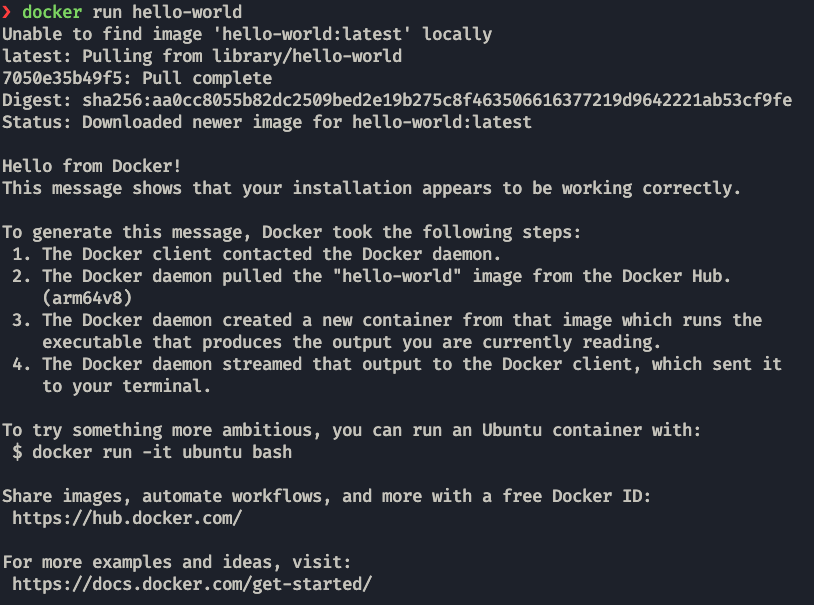 ❯ docker run hello-world
Unable to find image 'hello-world:latest' locally
latest: Pulling from library/hello-world
7050e35b49f5: Pull complete
Digest: sha256:aa0cc8055b82dc2509bed2e19b275c8f463506616377219d9642221ab53cf9fe
Status: Downloaded newer image for hello-world:latest
Hello from Docker!
This message shows that your installation appears to be working correctly.
To generate this message, Docker took the following steps:
1. The Docker client contacted the Docker daemon.
2. The Docker daemon pulled the "hello-world" image from the Docker Hub.
(arm64v8)
3. The Docker daemon created a new container from that image which runs the
executable that produces the output you are currently reading.
4. The Docker daemon streamed that output to the Docker client, which sent it
to your terminal.
To try something more ambitious, you can run an Ubuntu container with:
$ docker run -it ubuntu bash
Share images, automate workflows, and more with a free Docker ID:
https://hub.docker.com/
For more examples and ideas, visit:
https://docs.docker.com/get-started/